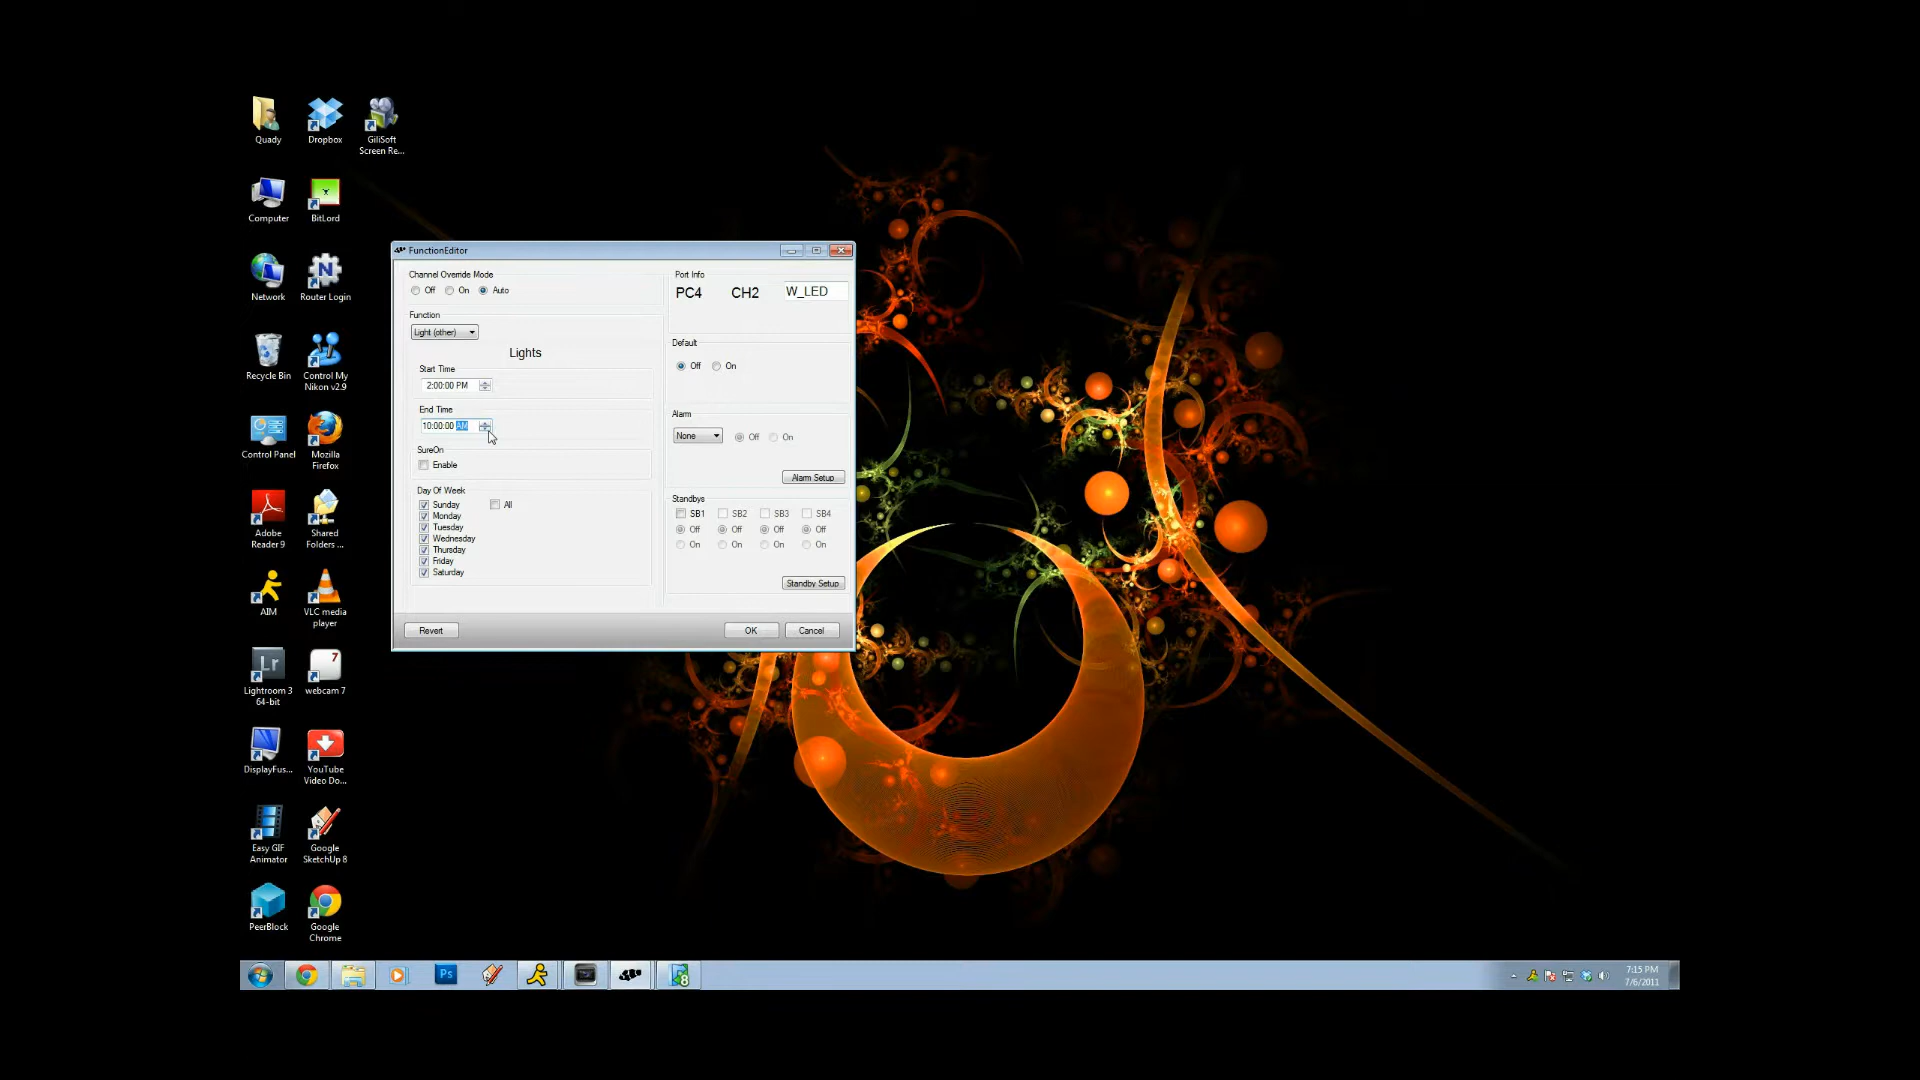 Quady
Dropbox
GiliSoft
Screen Re...
Computer
BitLord
Network
Router Login
Recycle Bin
Control My
Nikon v2.9
Control Panel
Mozilla
Firefox
Adobe
Reader 9
Shared
Folders ...
AIM
VLC media
player
Lr
Lightroom 3
64-bit
7
webcam 7
DisplayFus...
YouTube
Video Do...
Easy GIF
Animator
Google
SketchUp 8
PeerBlock
Google
Chrome
FunctionEditor
Channel Override Mode
Off On Auto
Function
Light (other)
Lights
Start Time
2:00:00 PM
End Time
10:00:00 AM
SureOn
Enable
Day Of Week
Sunday All
Monday
Tuesday
Wednesday
Thursday
Friday
Saturday
Port Info
PC4 CH2 W_LED
Default
Off On
Alarm
None Off On
Alarm Setup
Standbys
SB1 SB2 SB3 SB4
Off Off Off Off
On On On On
Standby Setup
Revert OK Cancel
Ps
7:15 PM
7/6/2011